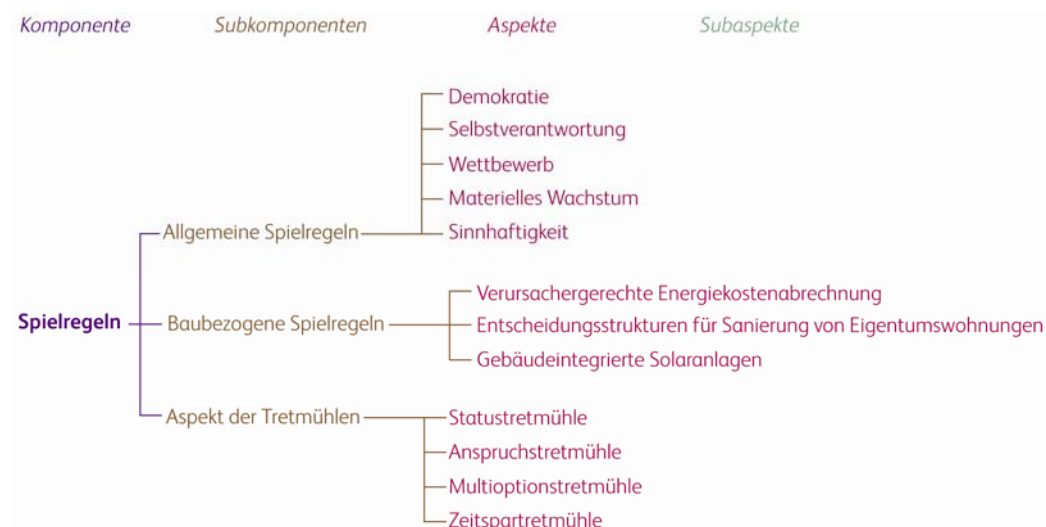 Komponente Subkomponenten Aspekte Subaspekte
Demokratie
Selbstverantwortung
Wettbewerb
Materielles Wachstum
Allgemeine Spielregeln Sinnhaftigkeit
Verursachergerechte Energiekostenabrechnung
Spielregeln Baubezogene Spielregeln Entscheidungsstrukturen für Sanierung von Eigentumswohnungen
Gebäudeintegrierte Solaranlagen
Aspekt der Tretmühlen Statustretmühle
Anspruchstretmühle
Multioptionstretmühle
Zeitspartretmühle